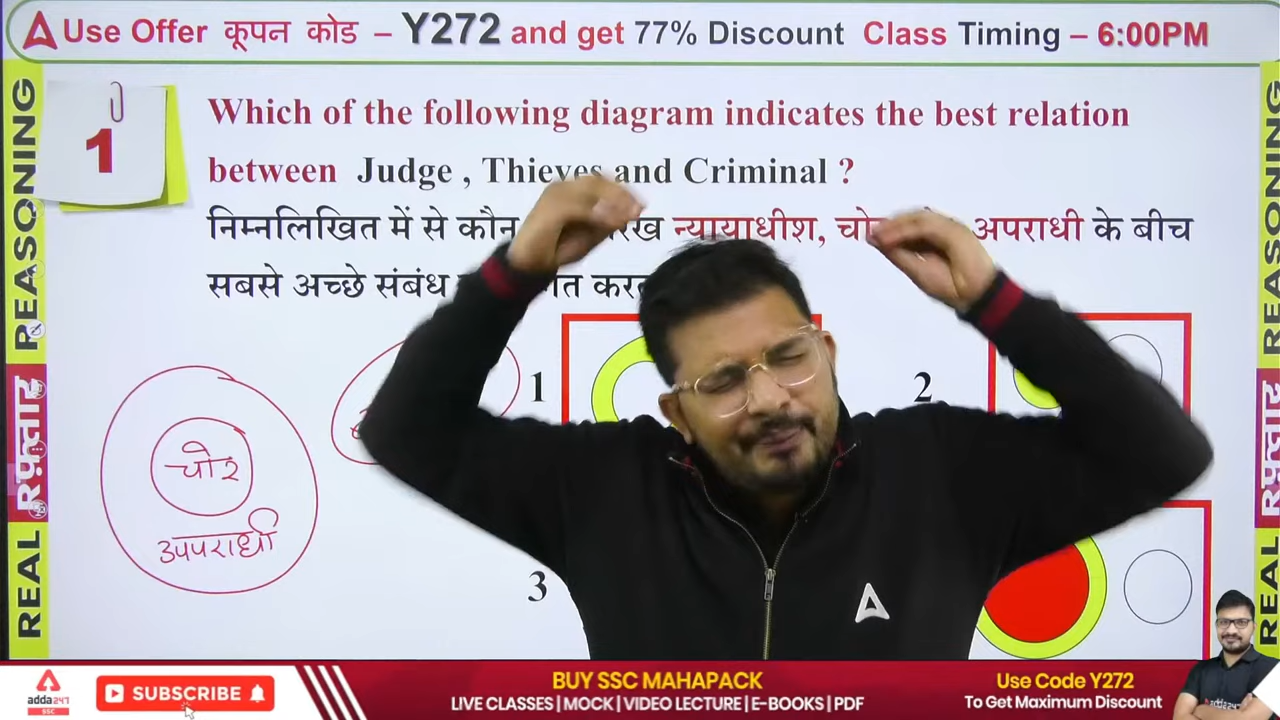 Use Offer कूपन कोड – Y272 and get 77% Discount Class Timing – 6:00PM
1
Which of the following diagram indicates the best relation
between Judge , Thieves and Criminal ?
निम्नलिखित में से कौन न्यायाधीश, अपराधी के बीच
सबसे अच्छे संबंध
1
2
चोर
अपराधी
3
REAL रफ़्तार REASONING
REAL रफ़्तार REASONING
adda247
SSC
SUBSCRIBE
BUY SSC MAHAPACK
LIVE CLASSES | MOCK | VIDEO LECTURE | E-BOOKS | PDF
Use Code Y272
To Get Maximum Discount